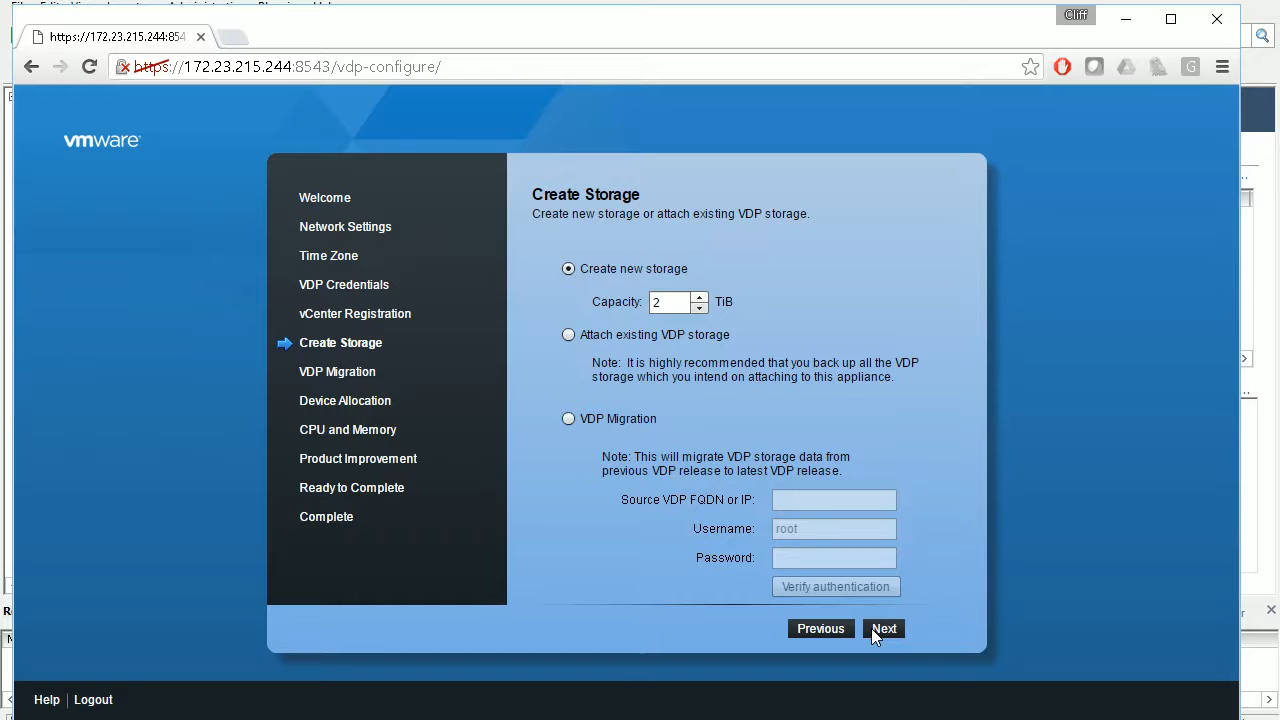 Cliff
https://172.23.215.244:854
https://172.23.215.244:8543/vdp-configure/
vmware
Welcome
Network Settings
Time Zone
VDP Credentials
vCenter Registration
Create Storage
VDP Migration
Device Allocation
CPU and Memory
Product Improvement
Ready to Complete
Complete
Create Storage
Create new storage or attach existing VDP storage.
Create new storage
Capacity: 2 TiB
Attach existing VDP storage
Note: It is highly recommended that you back up all the VDP
storage which you intend on attaching to this appliance.
VDP Migration
Note: This will migrate VDP storage data from
previous VDP release to latest VDP release.
Source VDP FQDN or IP:
Username: root
Password:
Verify authentication
Previous Next
Help Logout